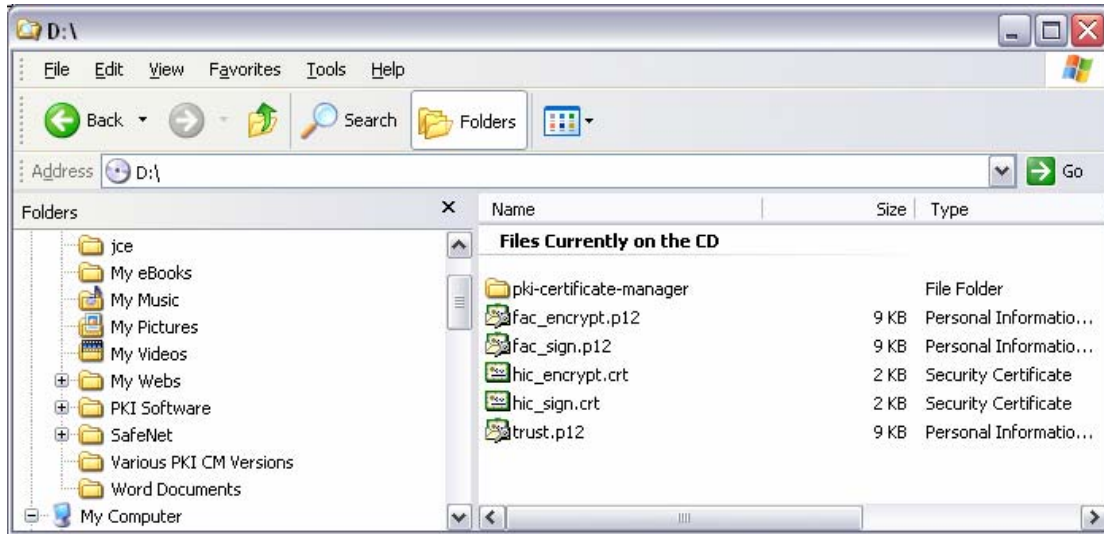 D:\
File Edit View Favorites Tools Help
Back Search Folders
Address D:\ Go
Folders x Name Size Type
Files Currently on the CD
jce
My eBooks
My Music
My Pictures
My Videos
My Webs
PKI Software
SafeNet
Various PKI CM Versions
Word Documents
My Computer
pki-certificate-manager File Folder
fac_encrypt.p12 9 KB Personal Informatio...
fac_sign.p12 9 KB Personal Informatio...
hic_encrypt.crt 2 KB Security Certificate
hic_sign.crt 2 KB Security Certificate
trust.p12 9 KB Personal Informatio...